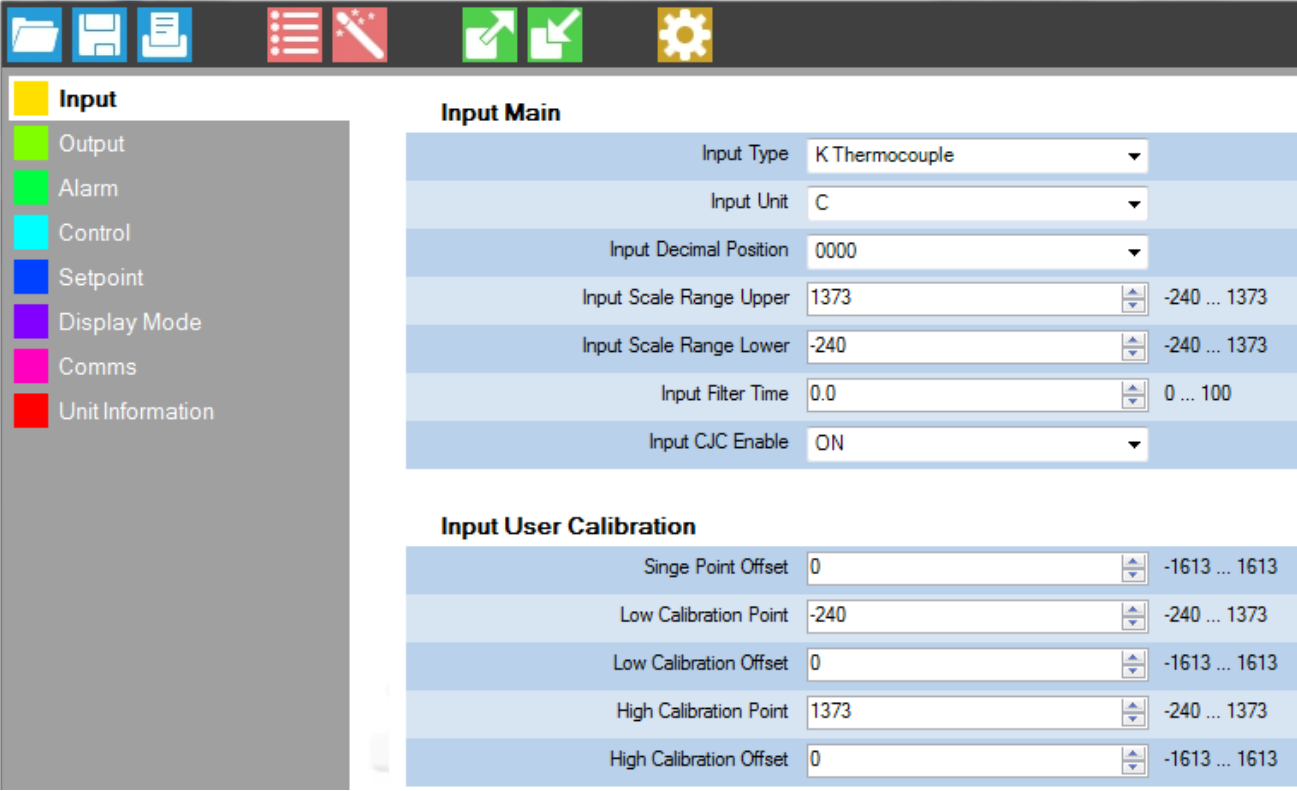 Input
Output
Alarm
Control
Setpoint
Display Mode
Comms
Unit Information
Input Main
Input Type K Thermocouple
Input Unit C
Input Decimal Position 0000
Input Scale Range Upper 1373 -240 ... 1373
Input Scale Range Lower -240 -240 ... 1373
Input Filter Time 0.0 0 ... 100
Input CJC Enable ON
Input User Calibration
Singe Point Offset 0 -1613 ... 1613
Low Calibration Point -240 -240 ... 1373
Low Calibration Offset 0 -1613 ... 1613
High Calibration Point 1373 -240 ... 1373
High Calibration Offset 0 -1613 ... 1613